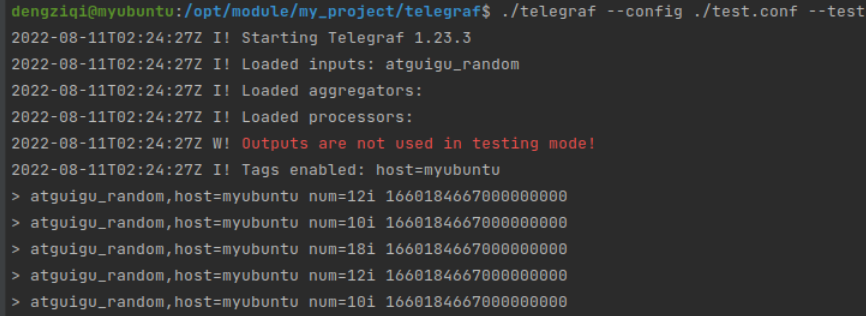 dengziqi@myubuntu:/opt/module/my_project/telegraf$ ./telegraf --config ./test.conf --test
2022-08-11T02:24:27Z I! Starting Telegraf 1.23.3
2022-08-11T02:24:27Z I! Loaded inputs: atguigu_random
2022-08-11T02:24:27Z I! Loaded aggregators:
2022-08-11T02:24:27Z I! Loaded processors:
2022-08-11T02:24:27Z W! Outputs are not used in testing mode!
2022-08-11T02:24:27Z I! Tags enabled: host=myubuntu
> atguigu_random,host=myubuntu num=12i 1660184667000000000
> atguigu_random,host=myubuntu num=10i 1660184667000000000
> atguigu_random,host=myubuntu num=18i 1660184667000000000
> atguigu_random,host=myubuntu num=12i 1660184667000000000
> atguigu_random,host=myubuntu num=10i 1660184667000000000